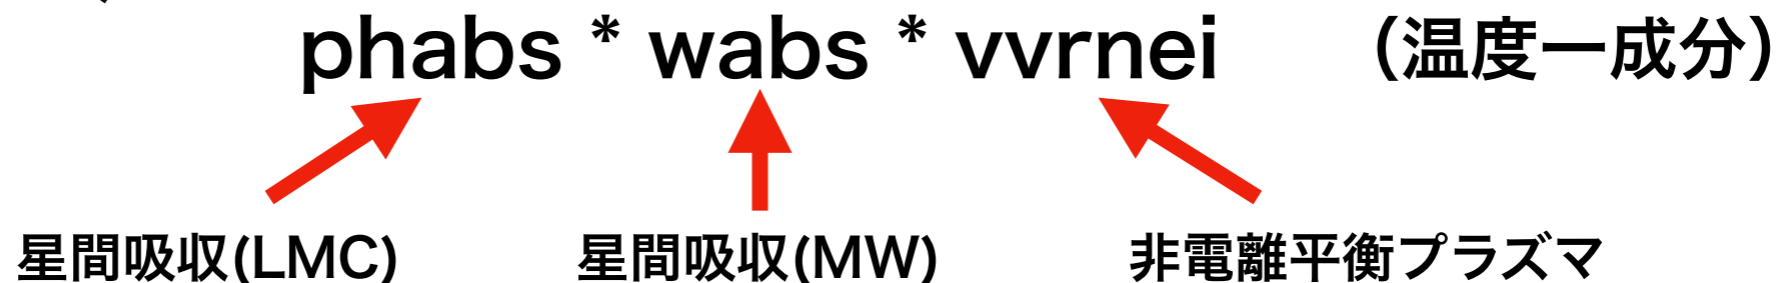 phabs * wabs * vvrnei （温度一成分）
星間吸収(LMC) 星間吸収(MW) 非電離平衡プラズマ